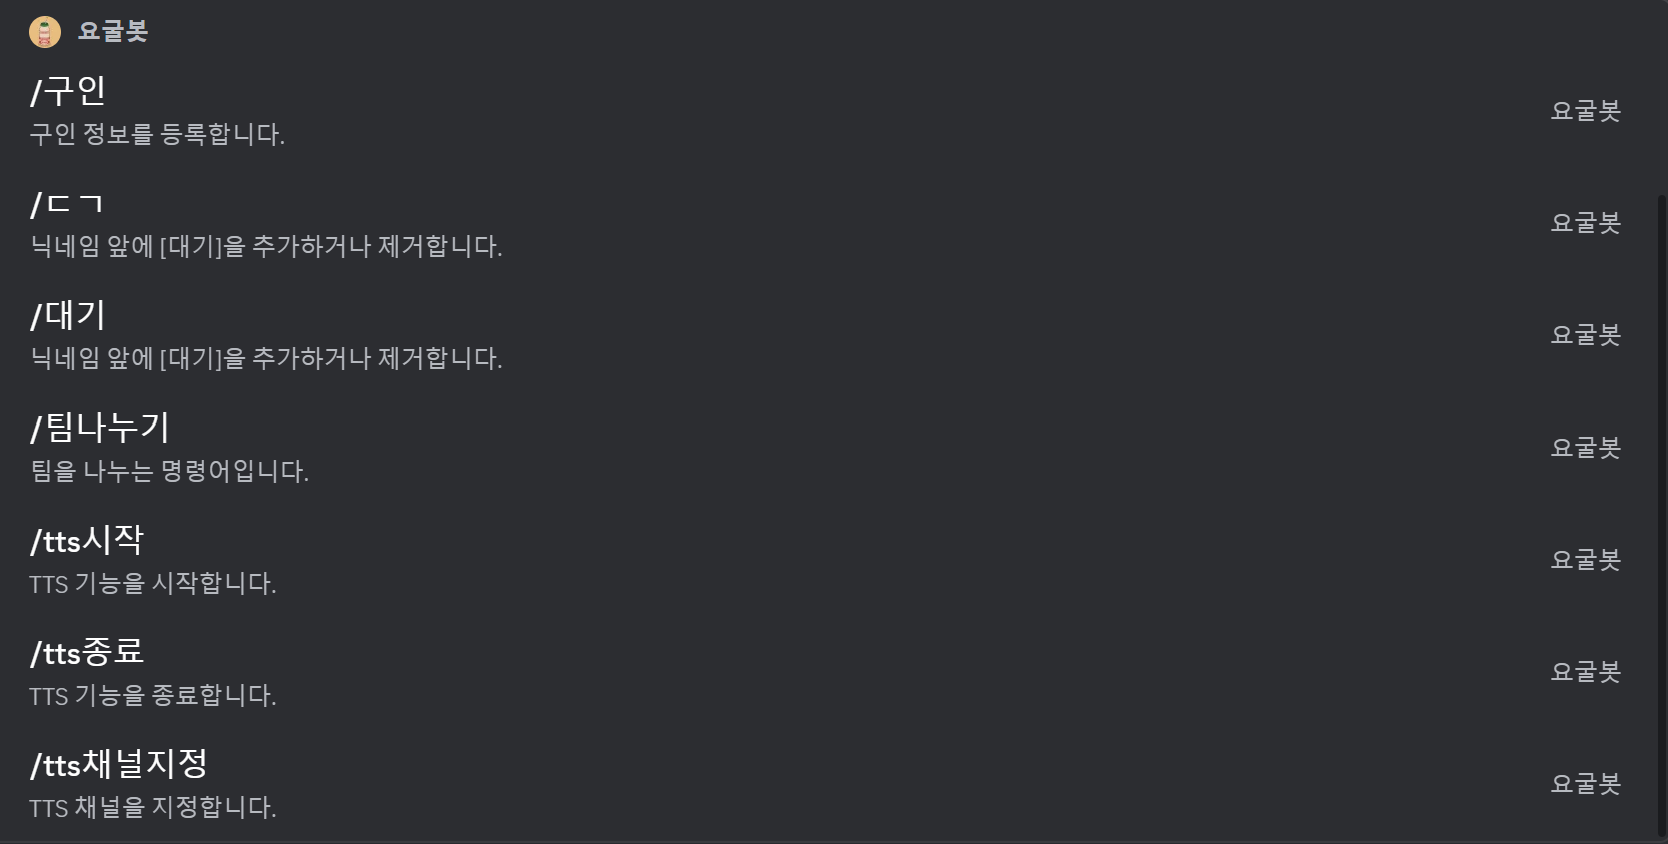 요굴봇
/구인
구인 정보를 등록합니다.
요굴봇
/ㄷㄱ
닉네임 앞에 [대기]을 추가하거나 제거합니다.
요굴봇
/대기
닉네임 앞에 [대기]을 추가하거나 제거합니다.
요굴봇
/팀나누기
팀을 나누는 명령어입니다.
요굴봇
/tts시작
TTS 기능을 시작합니다.
요굴봇
/tts종료
TTS 기능을 종료합니다.
요굴봇
/tts채널지정
TTS 채널을 지정합니다.
요굴봇